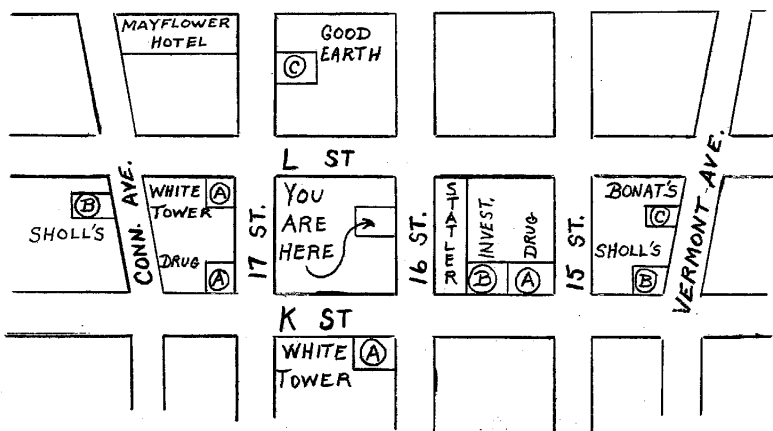 MAYFLOWER
HOTEL
GOOD
EARTH
C
L ST
CONN. AVE.
17 ST.
16 ST.
15 ST.
VERMONT AVE.
B
SHOLL'S
WHITE
TOWER
A
DRUG
A
YOU
ARE
HERE
STATLER
INVEST.
B
DRUG
A
BONAT'S
C
SHOLL'S
B
K ST
WHITE
TOWER
A